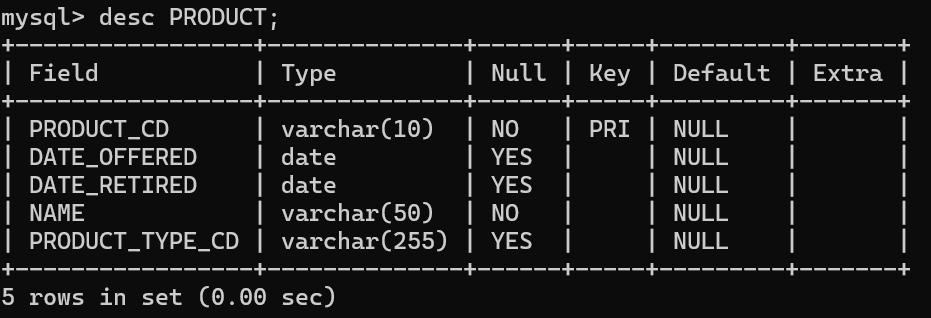 mysql> desc PRODUCT;
+-----------------+--------------+------+-----+---------+-------+
| Field           | Type         | Null | Key | Default | Extra |
+-----------------+--------------+------+-----+---------+-------+
| PRODUCT_CD      | varchar(10)  | NO   | PRI | NULL    |       |
| DATE_OFFERED    | date         | YES  |     | NULL    |       |
| DATE_RETIRED    | date         | YES  |     | NULL    |       |
| NAME            | varchar(50)  | NO   |     | NULL    |       |
| PRODUCT_TYPE_CD | varchar(255) | YES  |     | NULL    |       |
+-----------------+--------------+------+-----+---------+-------+
5 rows in set (0.00 sec)